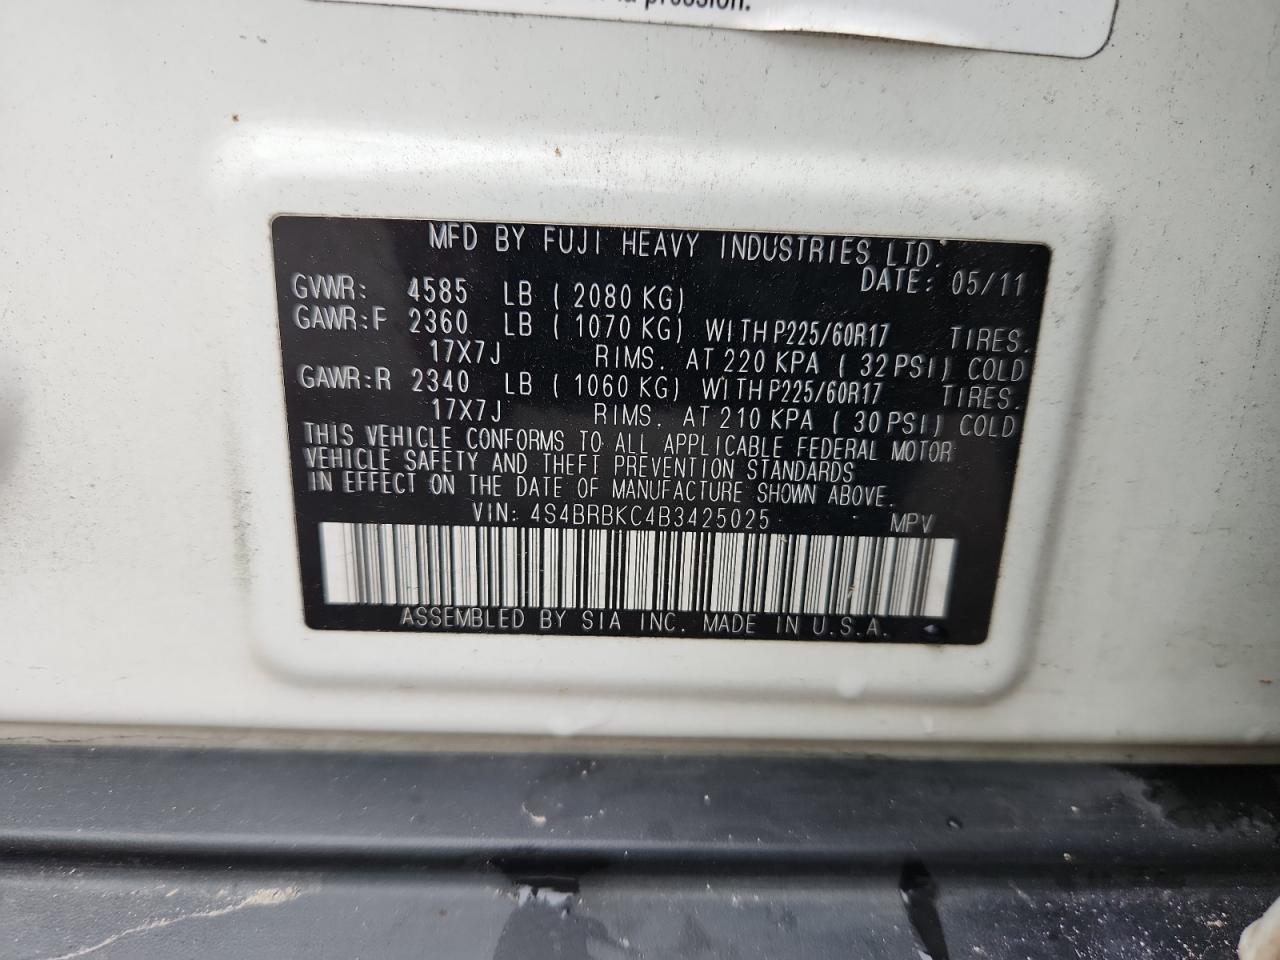 précision.
MFD BY FUJI HEAVY INDUSTRIES LTD.
DATE: 05/11
GVWR: 4585 LB ( 2080 KG)
GAWR:F 2360 LB ( 1070 KG) WITH P225/60R17 TIRES.
17X7J RIMS. AT 220 KPA ( 32 PSI) COLD
GAWR:R 2340 LB ( 1060 KG) WITH P225/60R17 TIRES.
17X7J RIMS. AT 210 KPA ( 30 PSI) COLD
THIS VEHICLE CONFORMS TO ALL APPLICABLE FEDERAL MOTOR
VEHICLE SAFETY AND THEFT PREVENTION STANDARDS
IN EFFECT ON THE DATE OF MANUFACTURE SHOWN ABOVE.
VIN: 4S4BRBKC4B3425025 MPV
ASSEMBLED BY SIA INC. MADE IN U.S.A.